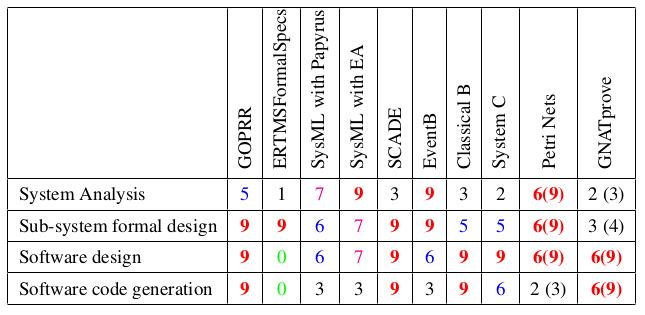 GOPRR ERTMSFormalSpecs SysML with Papyrus SysML with EA SCADE EventB Classical B System C Petri Nets GNATprove
System Analysis 5 1 7 9 3 9 3 2 6(9) 2 (3)
Sub-system formal design 9 9 6 7 9 9 5 5 6(9) 3 (4)
Software design 9 0 6 7 9 6 9 9 6(9) 6(9)
Software code generation 9 0 3 3 9 3 9 6 2 (3) 6(9)